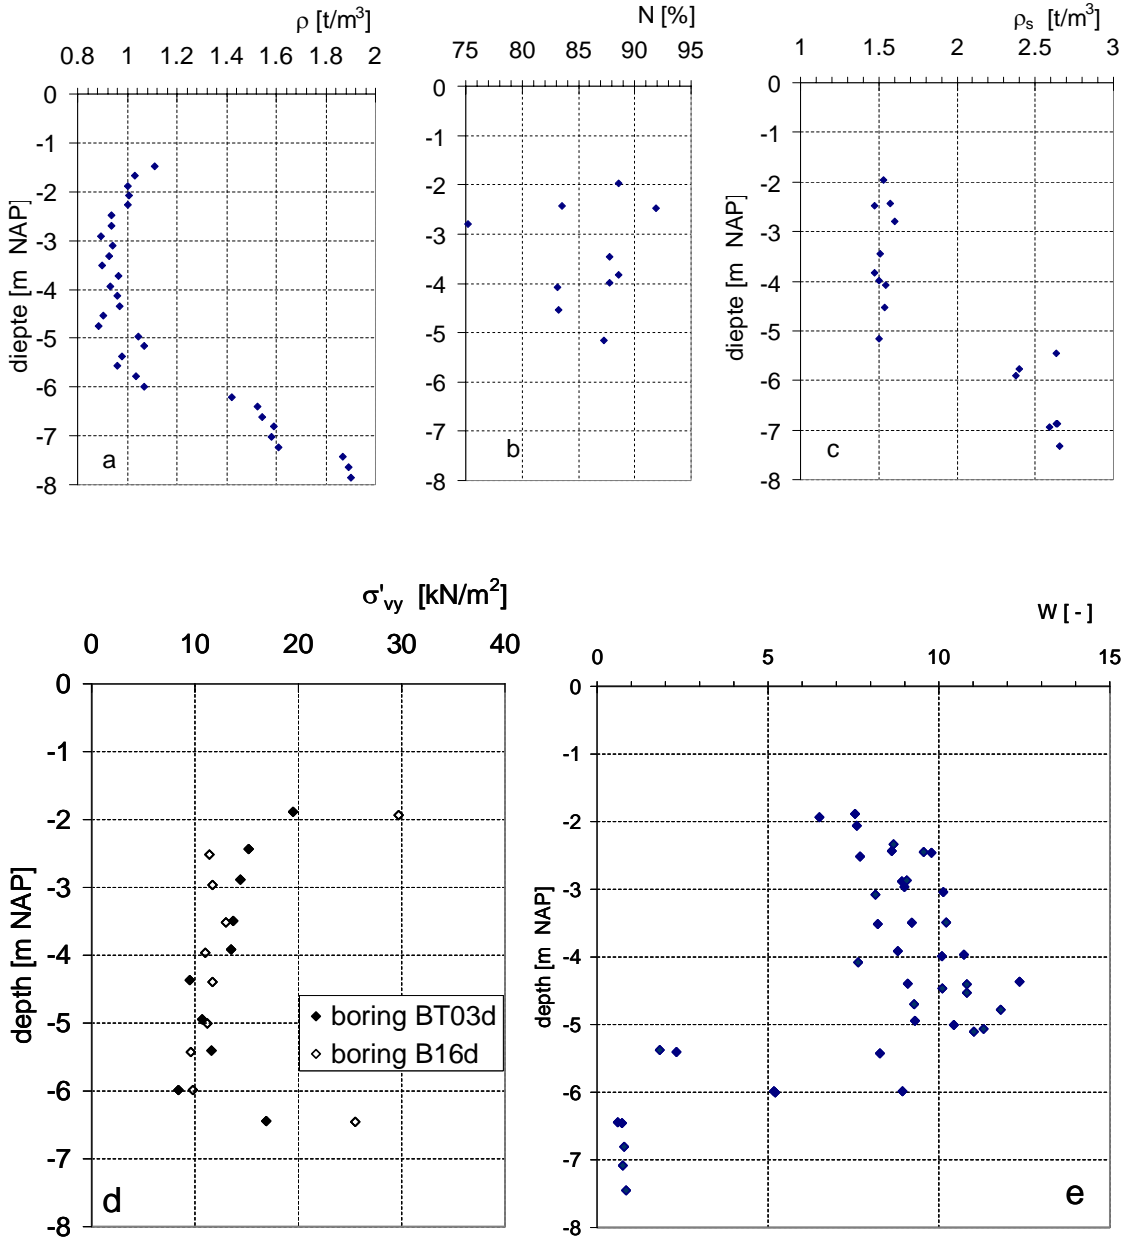 ρ [t/m³]
0.8 1 1.2 1.4 1.6 1.8 2
0
-1
-2
-3
-4
-5
-6
-7
-8
diepte [m NAP]
a
N [%]
75 80 85 90 95
0
-1
-2
-3
-4
-5
-6
-7
-8
b
ρs [t/m³]
1 1.5 2 2.5 3
0
-1
-2
-3
-4
-5
-6
-7
-8
diepte [m NAP]
c
σ'vy [kN/m²]
0 10 20 30 40
0
-1
-2
-3
-4
-5
-6
-7
-8
depth [m NAP]
boring BT03d
boring B16d
d
W [ - ]
0 5 10 15
0
-1
-2
-3
-4
-5
-6
-7
-8
depth [m NAP]
e